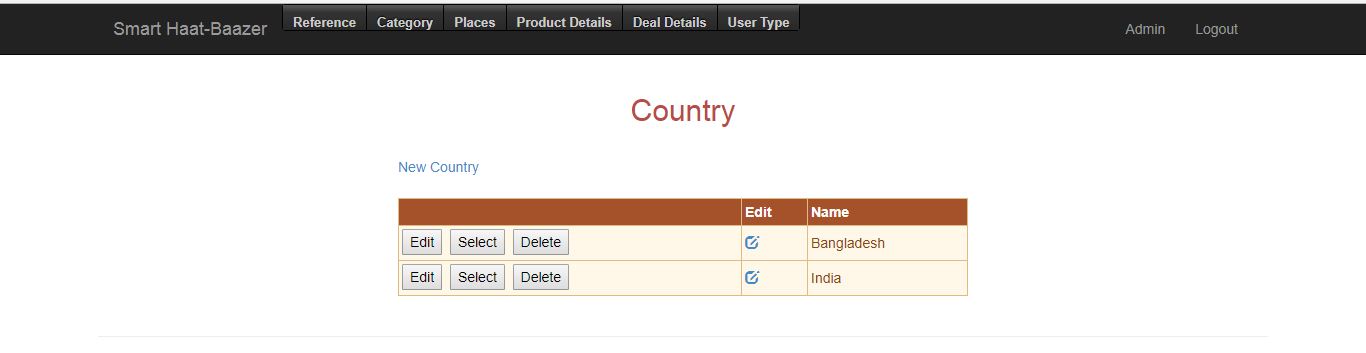 Smart Haat-Baazer Reference Category Places Product Details Deal Details User Type Admin Logout
Country
New Country
Edit Name
Edit Select Delete Bangladesh
Edit Select Delete India